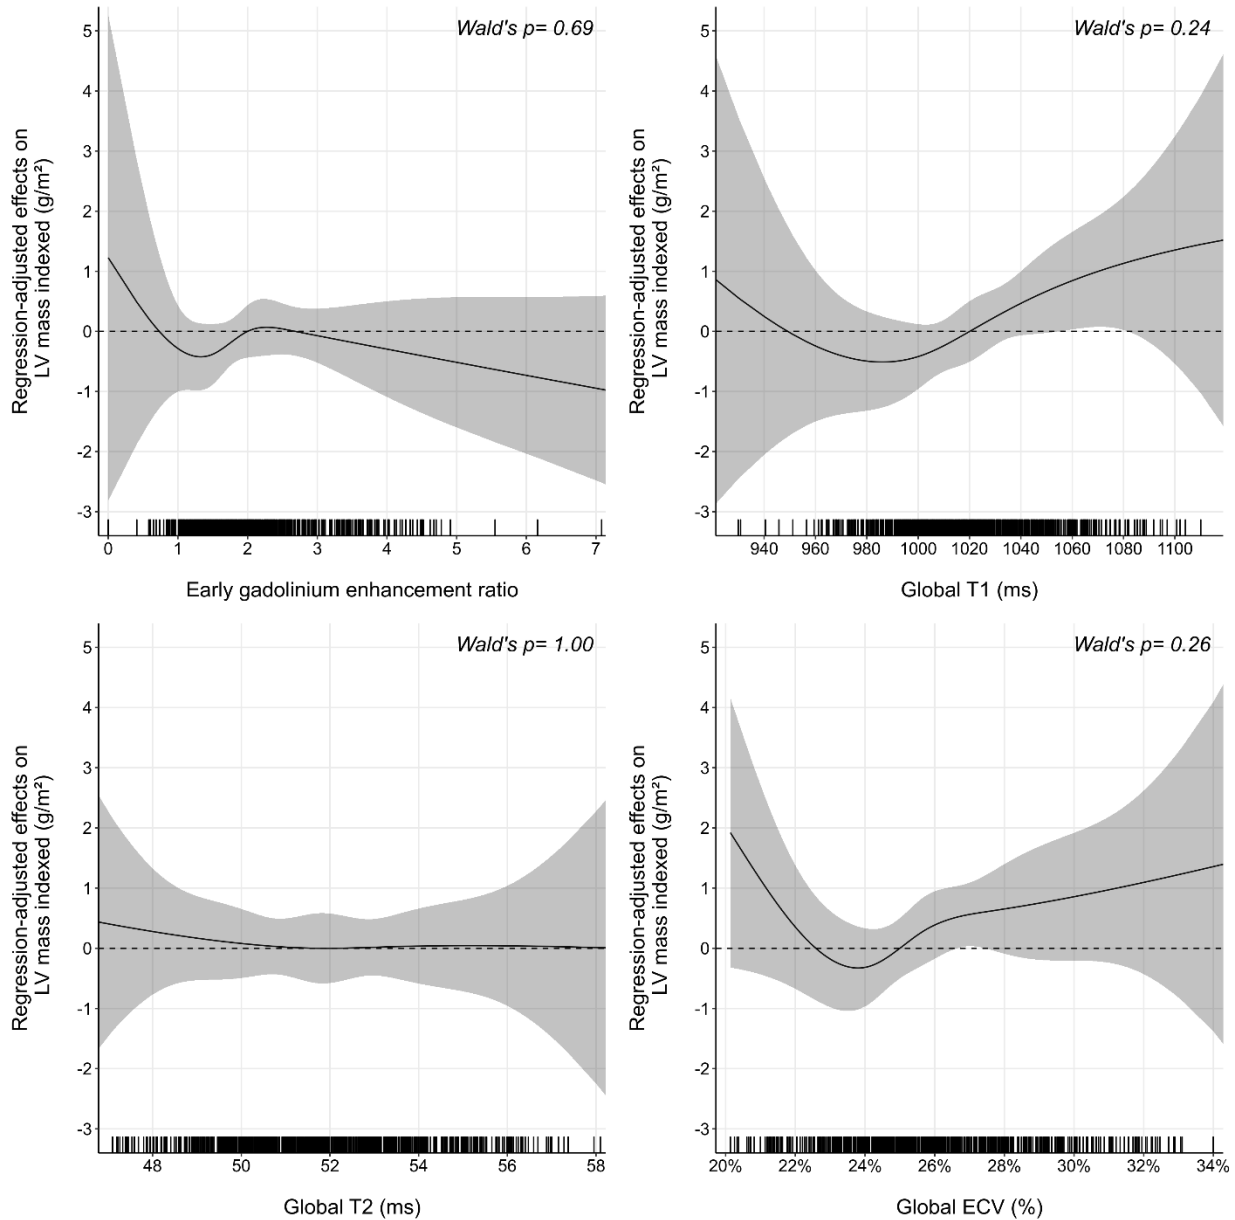 Wald's p= 0.69
Regression-adjusted effects on
LV mass indexed (g/m²)
5
4
3
2
1
0
-1
-2
-3
0 1 2 3 4 5 6 7
Early gadolinium enhancement ratio
Wald's p= 0.24
Regression-adjusted effects on
LV mass indexed (g/m²)
5
4
3
2
1
0
-1
-2
-3
940 960 980 1000 1020 1040 1060 1080 1100
Global T1 (ms)
Wald's p= 1.00
Regression-adjusted effects on
LV mass indexed (g/m²)
5
4
3
2
1
0
-1
-2
-3
48 50 52 54 56 58
Global T2 (ms)
Wald's p= 0.26
Regression-adjusted effects on
LV mass indexed (g/m²)
5
4
3
2
1
0
-1
-2
-3
20% 22% 24% 26% 28% 30% 32% 34%
Global ECV (%)